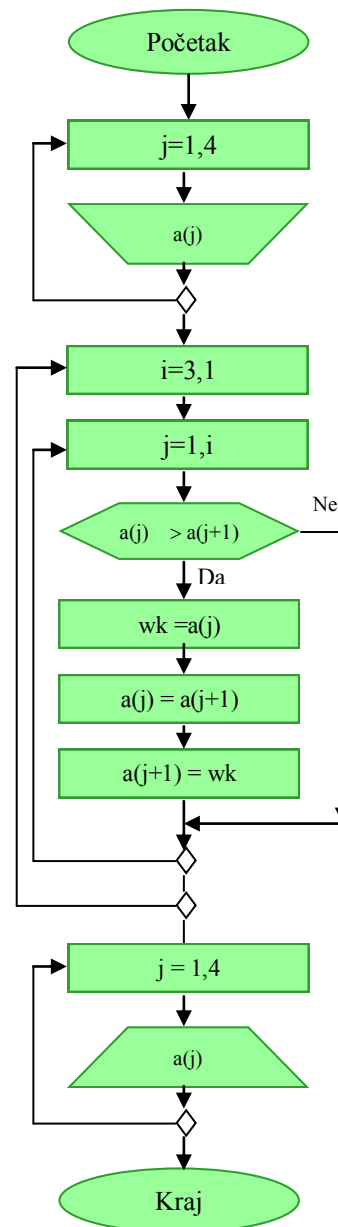 Početak
j=1,4
a(j)
i=3,1
j=1,i
a(j) > a(j+1)
Ne
Da
wk =a(j)
a(j) = a(j+1)
a(j+1) = wk
j = 1,4
a(j)
Kraj